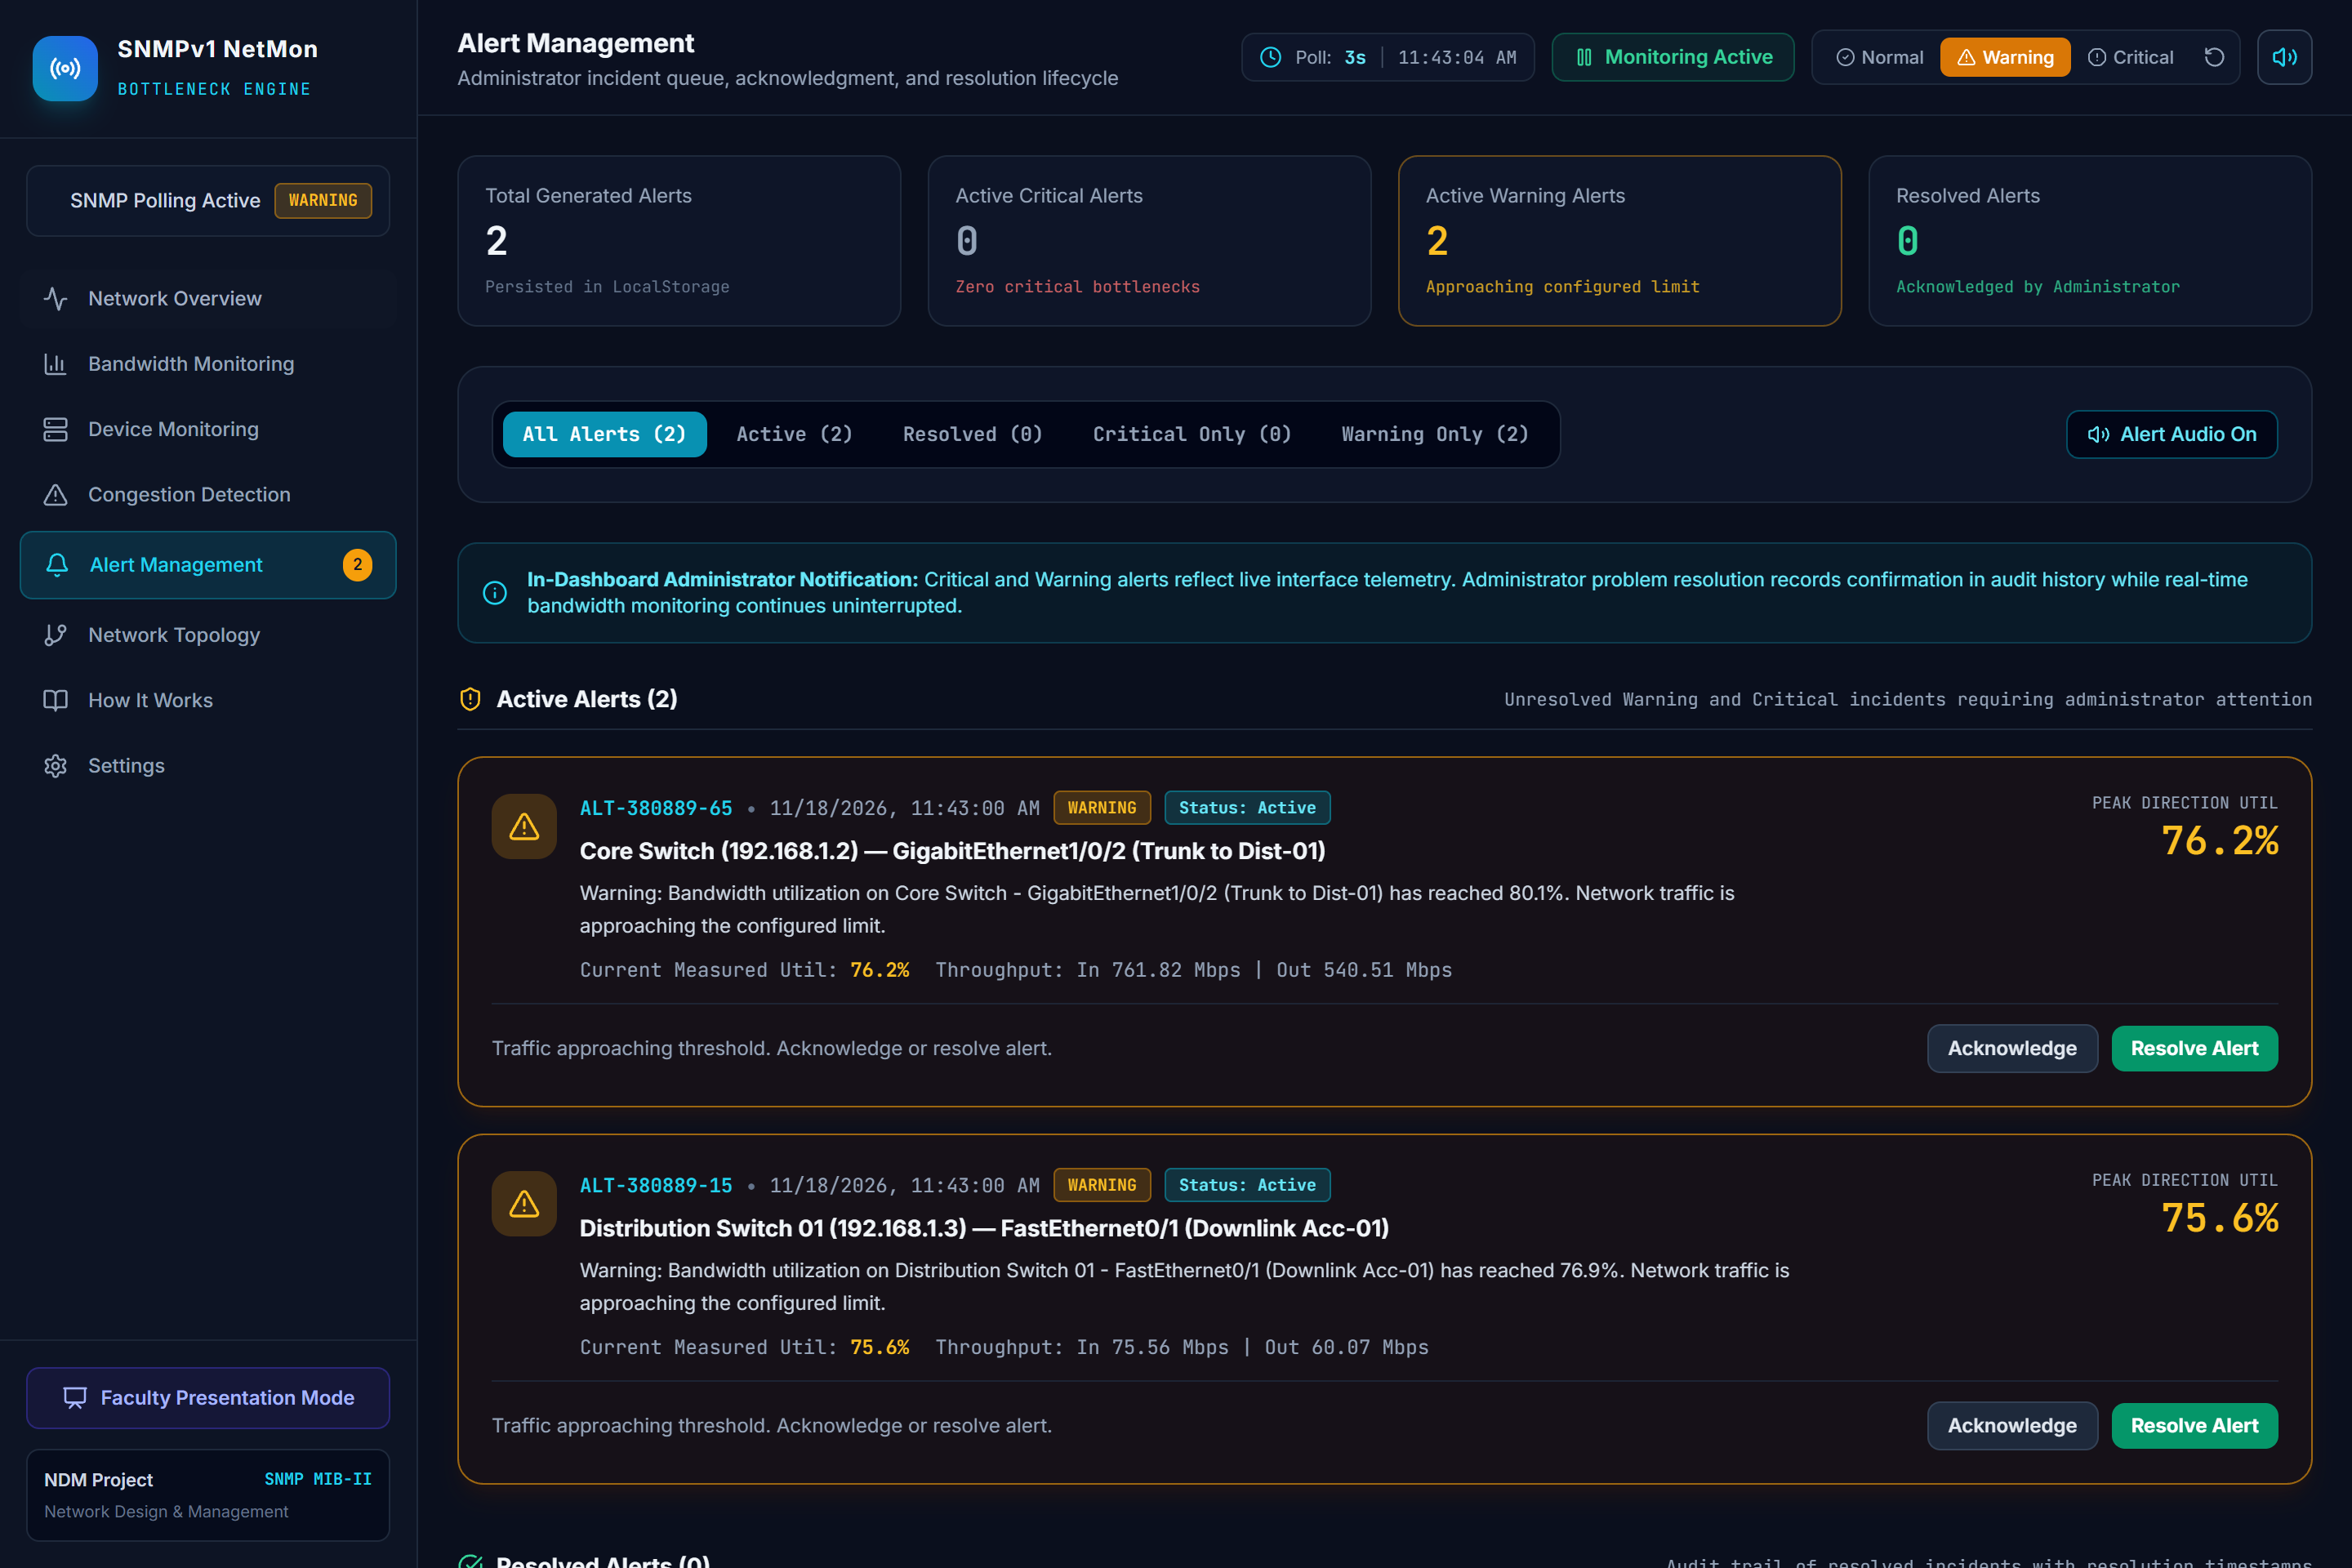 SNMPv1 NetMon
BOTTLENECK ENGINE
SNMP Polling Active WARNING
Network Overview
Bandwidth Monitoring
Device Monitoring
Congestion Detection
Alert Management 2
Network Topology
How It Works
Settings
Faculty Presentation Mode
NDM Project SNMP MIB-II
Network Design & Management
Alert Management
Administrator incident queue, acknowledgment, and resolution lifecycle
Poll: 3s | 11:43:04 AM
Monitoring Active
Normal Warning Critical
Total Generated Alerts
2
Persisted in LocalStorage
Active Critical Alerts
0
Zero critical bottlenecks
Active Warning Alerts
2
Approaching configured limit
Resolved Alerts
0
Acknowledged by Administrator
All Alerts (2) Active (2) Resolved (0) Critical Only (0) Warning Only (2)
Alert Audio On
In-Dashboard Administrator Notification: Critical and Warning alerts reflect live interface telemetry. Administrator problem resolution records confirmation in audit history while real-time
bandwidth monitoring continues uninterrupted.
Active Alerts (2)
Unresolved Warning and Critical incidents requiring administrator attention
ALT-380889-65 • 11/18/2026, 11:43:00 AM WARNING Status: Active
Core Switch (192.168.1.2) — GigabitEthernet1/0/2 (Trunk to Dist-01)
Warning: Bandwidth utilization on Core Switch - GigabitEthernet1/0/2 (Trunk to Dist-01) has reached 80.1%. Network traffic is
approaching the configured limit.
Current Measured Util: 76.2% Throughput: In 761.82 Mbps | Out 540.51 Mbps
PEAK DIRECTION UTIL
76.2%
Traffic approaching threshold. Acknowledge or resolve alert.
Acknowledge
Resolve Alert
ALT-380889-15 • 11/18/2026, 11:43:00 AM WARNING Status: Active
Distribution Switch 01 (192.168.1.3) — FastEthernet0/1 (Downlink Acc-01)
Warning: Bandwidth utilization on Distribution Switch 01 - FastEthernet0/1 (Downlink Acc-01) has reached 76.9%. Network traffic is
approaching the configured limit.
Current Measured Util: 75.6% Throughput: In 75.56 Mbps | Out 60.07 Mbps
PEAK DIRECTION UTIL
75.6%
Traffic approaching threshold. Acknowledge or resolve alert.
Acknowledge
Resolve Alert
Resolved Alerts (0)
Audit trail of resolved incidents with resolution timestamps